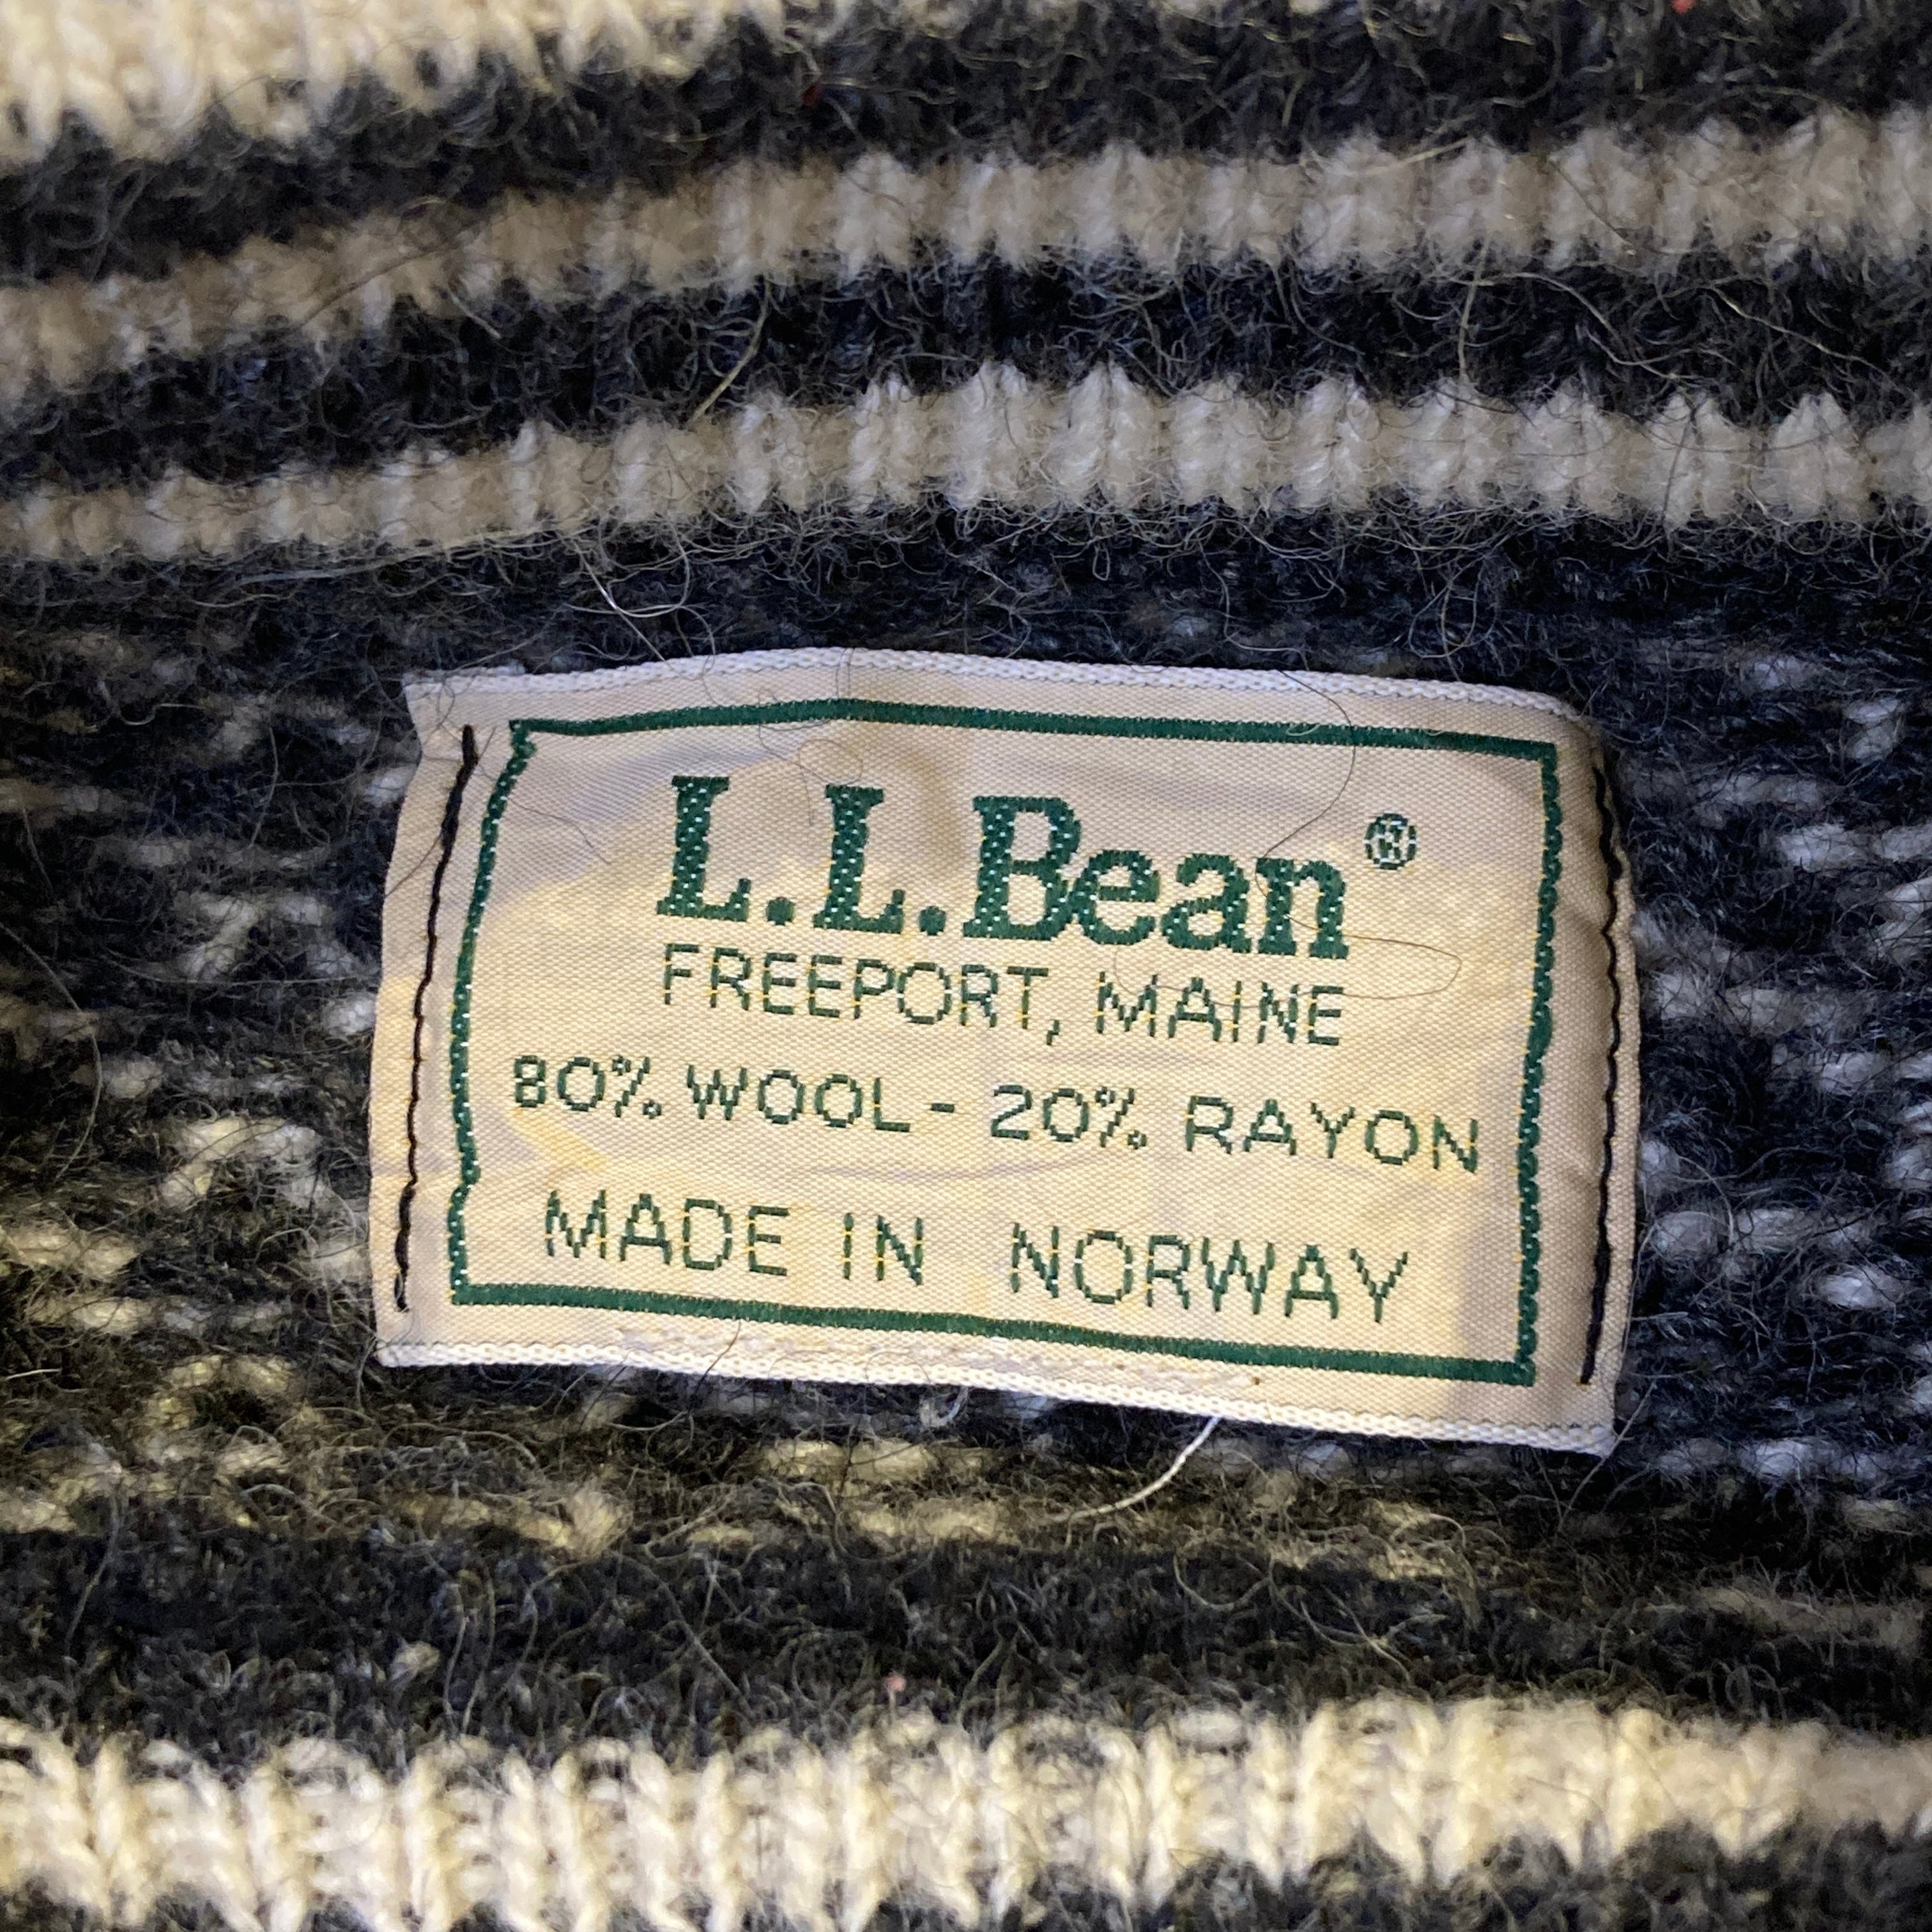 L.L.Bean®
FREEPORT, MAINE
80% WOOL - 20% RAYON
MADE IN NORWAY